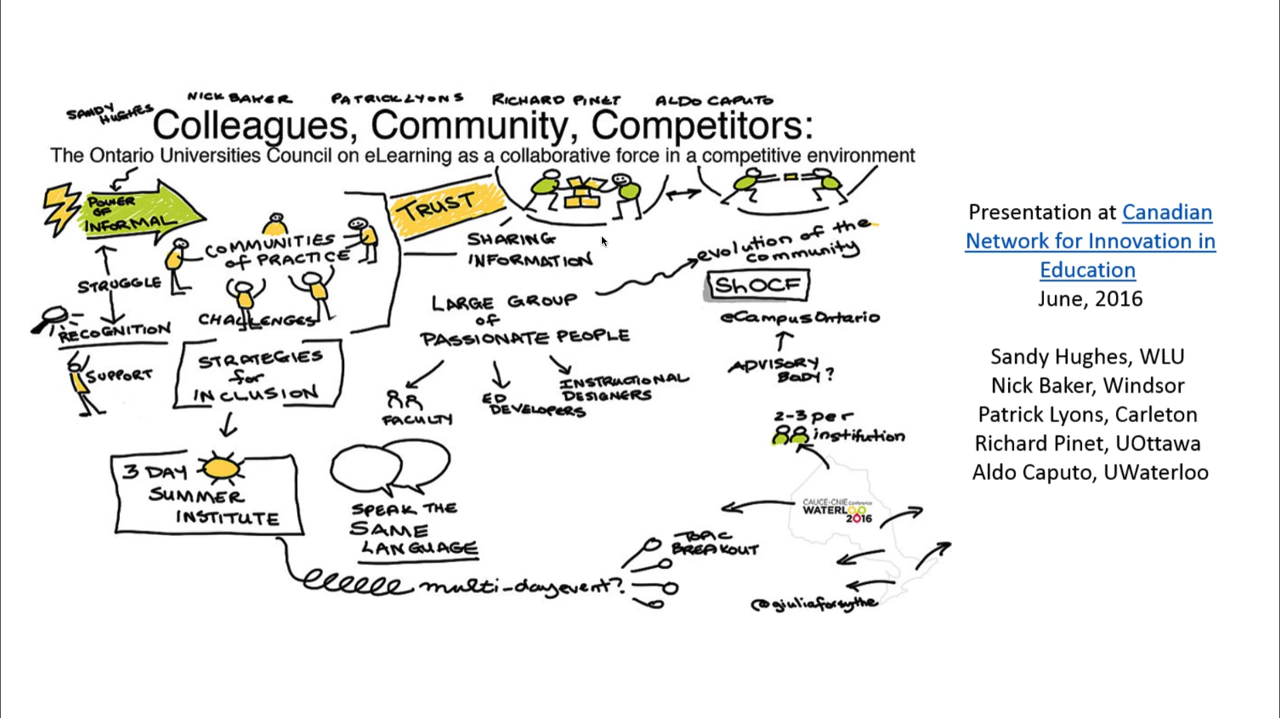 SANDY
HUGHES
NICK BAKER
PATRICK LYONS
RICHARD PINET
ALDO CAPUTO
Colleagues, Community, Competitors:
The Ontario Universities Council on eLearning as a collaborative force in a competitive environment
POWER
OF
INFORMAL
STRUGGLE
RECOGNITION
SUPPORT
COMMUNITIES
of PRACTICE
CHALLENGES
STRATEGIES
for
INCLUSION
3 DAY
SUMMER
INSTITUTE
TRUST
SHARING
INFORMATION
LARGE GROUP
of
PASSIONATE PEOPLE
FACULTY
ED
DEVELOPERS
INSTRUCTIONAL
DESIGNERS
SPEAK THE
SAME
LANGUAGE
multi-day event?
TOPIC
BREAKOUT
evolution of the
community
ShOCF
eCampusOntario
ADVISORY
BODY?
2-3 per
institution
CAUCE-CNIE Conference
WATERLOO
2016
@giuliaforsythe
Presentation at Canadian
Network for Innovation in
Education
June, 2016
Sandy Hughes, WLU
Nick Baker, Windsor
Patrick Lyons, Carleton
Richard Pinet, UOttawa
Aldo Caputo, UWaterloo